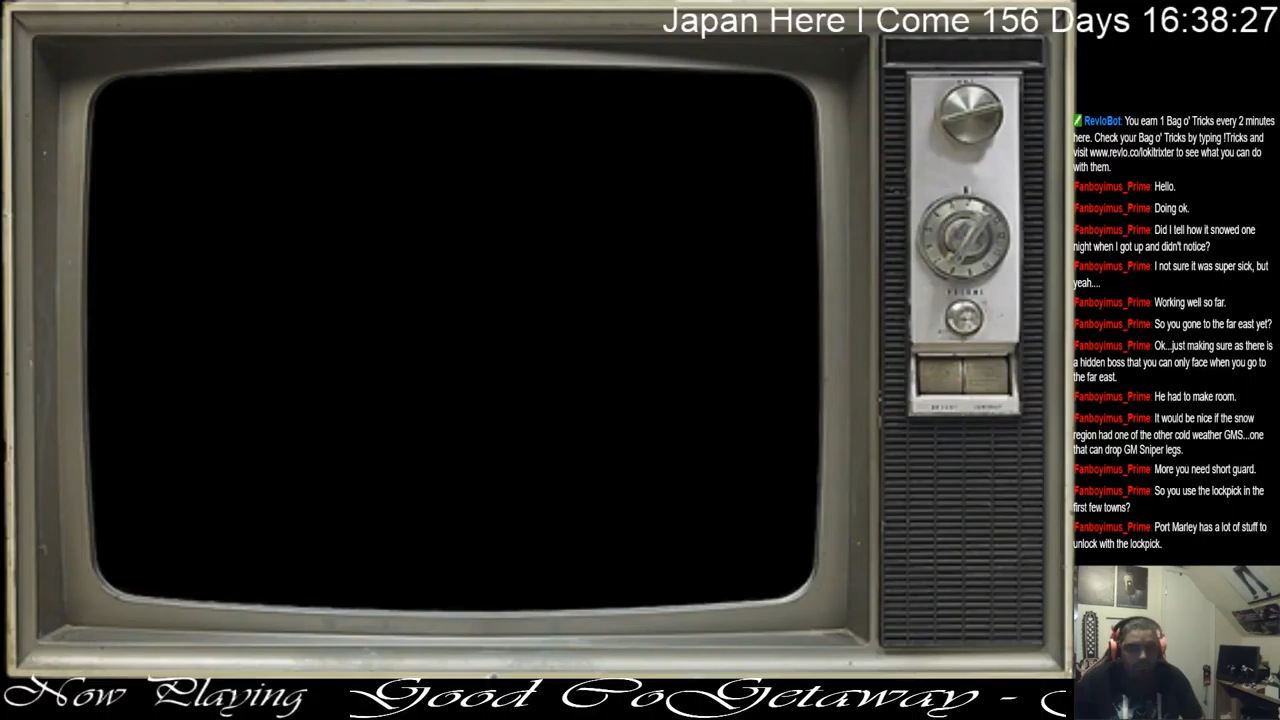 Japan Here I Come 156 Days 16:38:27
RevloBot: You earn 1 Bag o' Tricks every 2 minutes
here. Check your Bag o' Tricks by typing !Tricks and
visit www.revlo.co/lokitrixter to see what you can do
with them.
Fanboyimus_Prime: Hello.
Fanboyimus_Prime: Doing ok.
Fanboyimus_Prime: Did I tell how it snowed one
night when I got up and didn't notice?
Fanboyimus_Prime: I not sure it was super sick, but
yeah....
Fanboyimus_Prime: Working well so far.
Fanboyimus_Prime: So you gone to the far east yet?
Fanboyimus_Prime: Ok...just making sure as there is
a hidden boss that you can only face when you go to
the far east.
Fanboyimus_Prime: He had to make room.
Fanboyimus_Prime: It would be nice if the snow
region had one of the other cold weather GMS...one
that can drop GM Sniper legs.
Fanboyimus_Prime: More you need short guard.
Fanboyimus_Prime: So you use the lockpick in the
first few towns?
Fanboyimus_Prime: Port Marley has a lot of stuff to
unlock with the lockpick.
VOLUME
Now Playing Good CoGetaway -